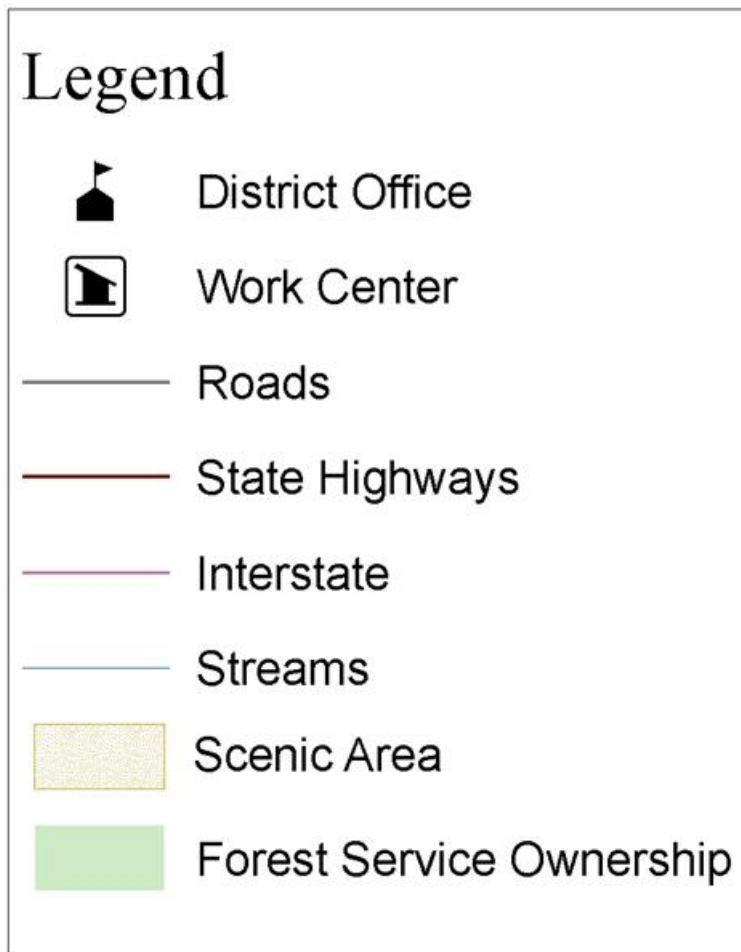 Legend
District Office
Work Center
Roads
State Highways
Interstate
Streams
Scenic Area
Forest Service Ownership